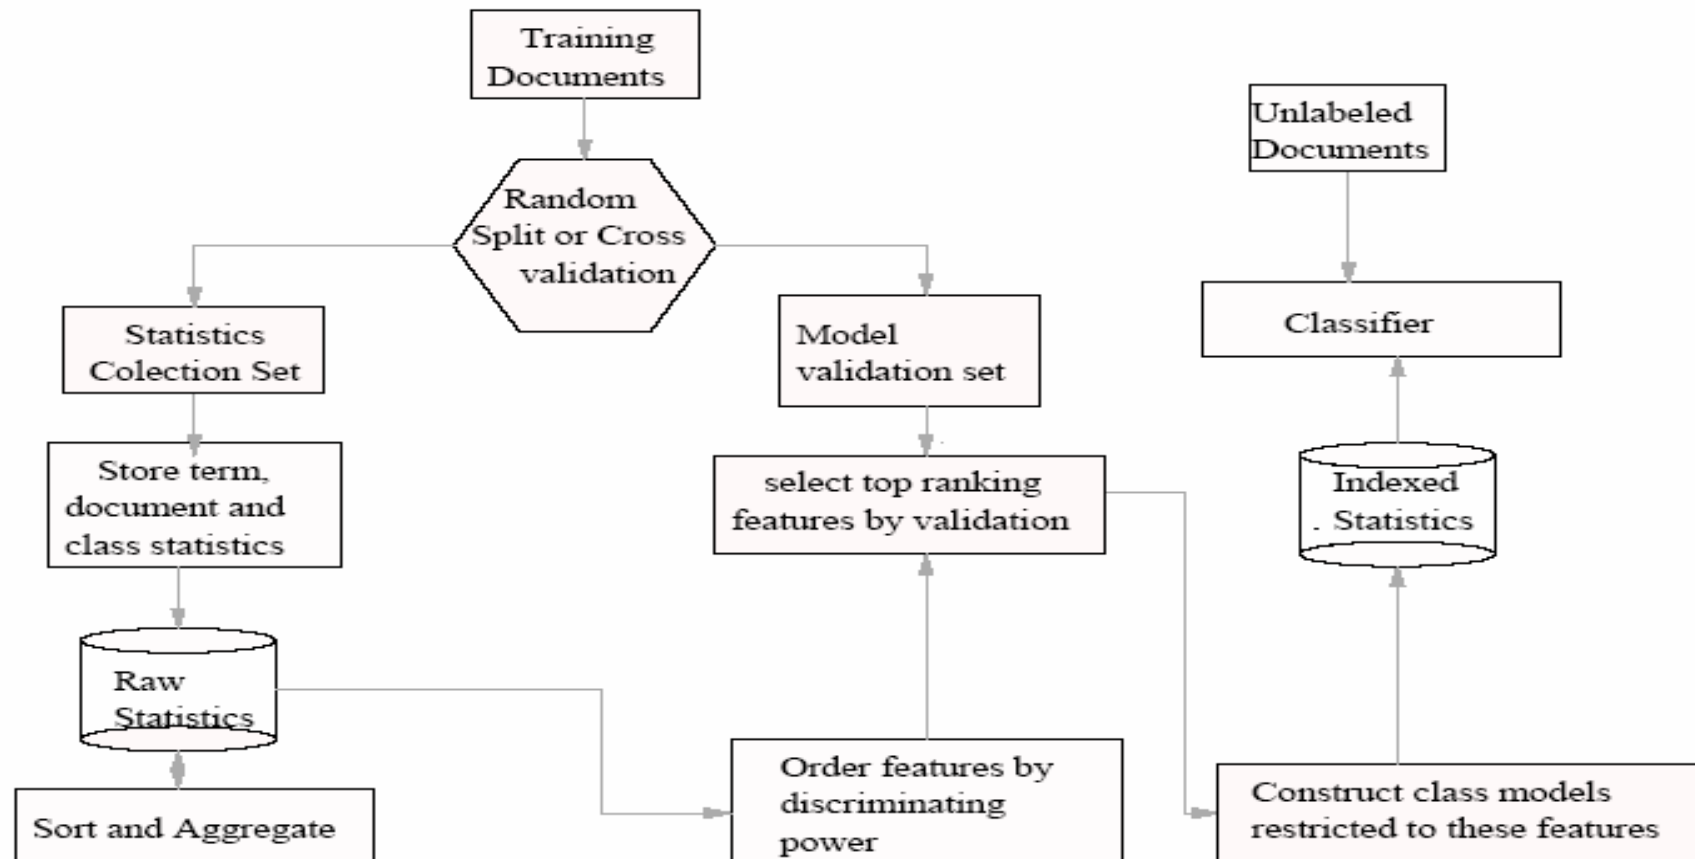 Training
Documents
Unlabeled
Documents
Random
Split or Cross
validation
Statistics
Colection Set
Model
validation set
Classifier
Store term,
document and
class statistics
select top ranking
features by validation
Indexed
Statistics
Raw
Statistics
Order features by
discriminating
power
Construct class models
restricted to these features
Sort and Aggregate